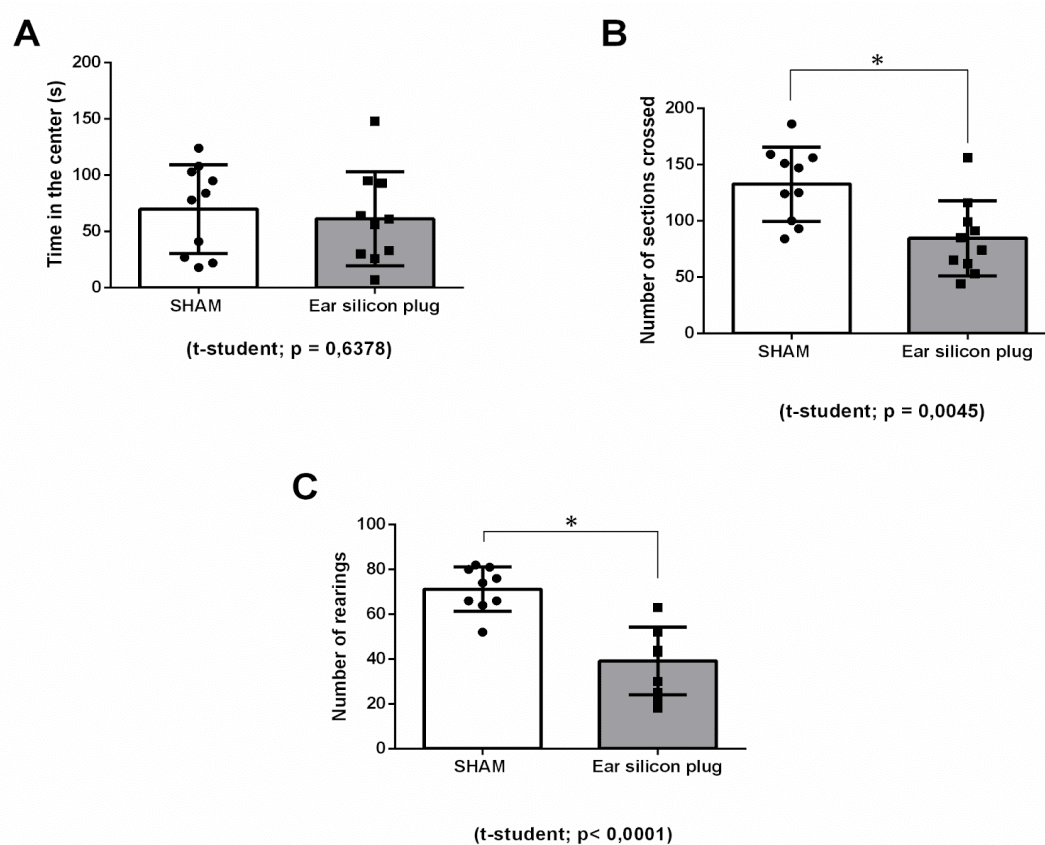 A
Time in the center (s)
200
150
100
50
0
SHAM
Ear silicon plug
(t-student; p = 0,6378)
B
*
Number of sections crossed
200
150
100
50
0
SHAM
Ear silicon plug
(t-student; p = 0,0045)
C
*
Number of rearings
100
80
60
40
20
0
SHAM
Ear silicon plug
(t-student; p< 0,0001)